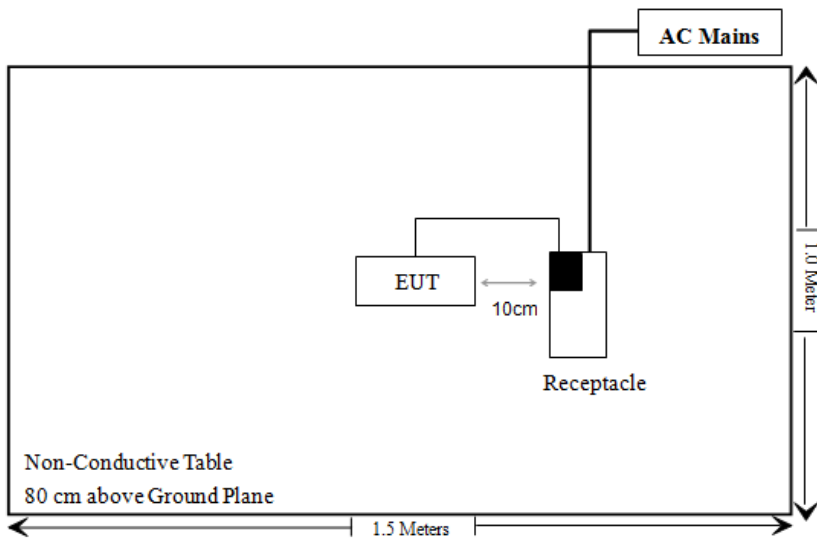 AC Mains
EUT
10cm
1.0 Meter
Receptacle
Non-Conductive Table
80 cm above Ground Plane
1.5 Meters